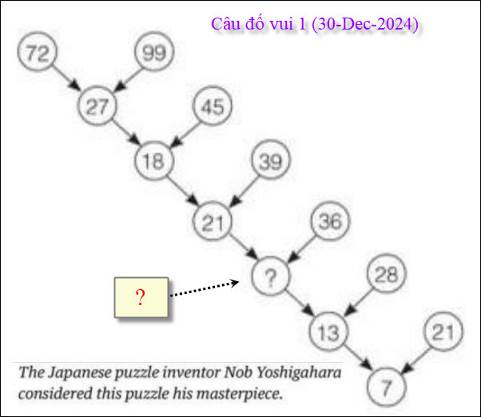 Câu đố vui 1 (30-Dec-2024)
72 99
27 45
18 39
21 36
? 28
?
13 21
7
The Japanese puzzle inventor Nob Yoshigahara
considered this puzzle his masterpiece.